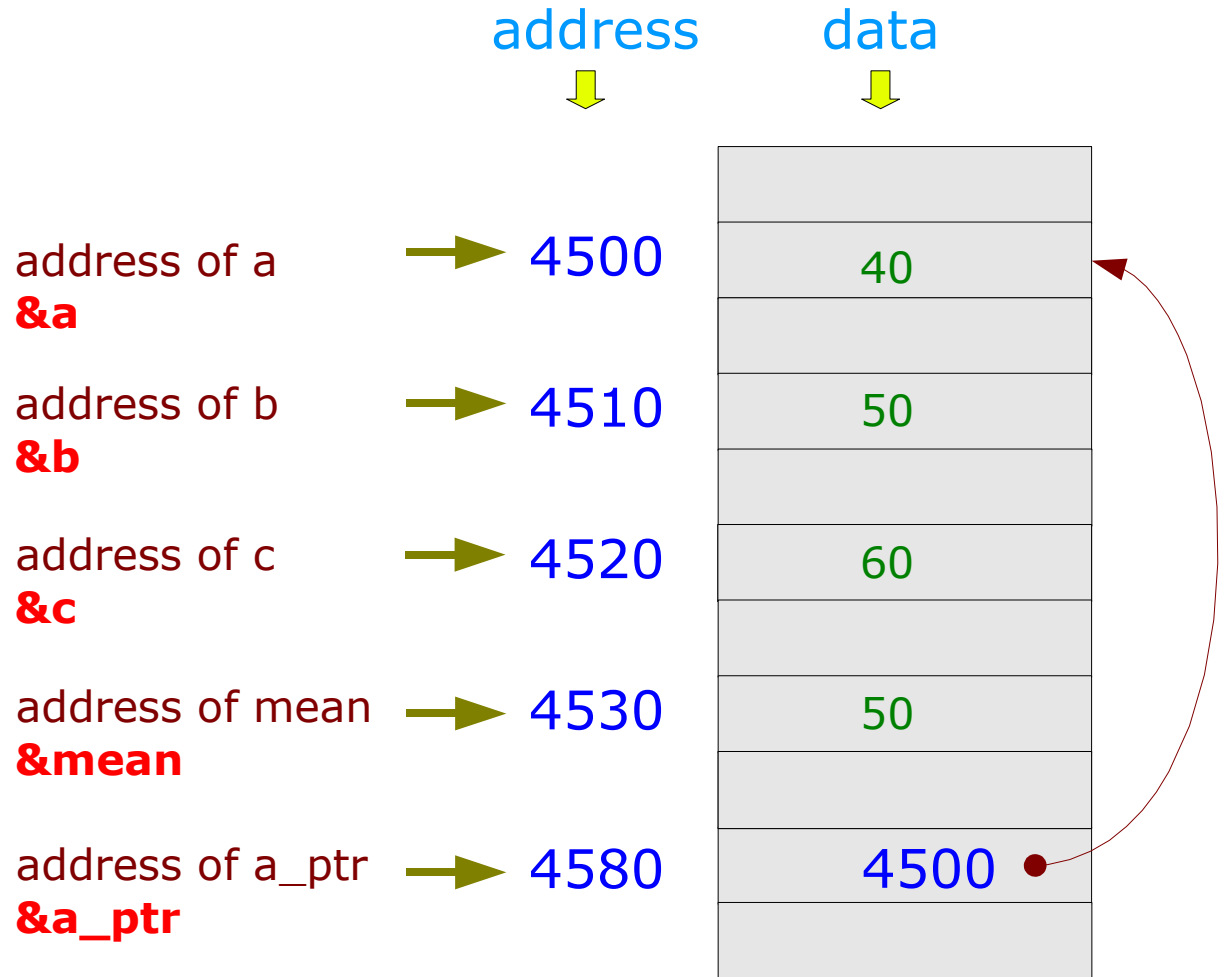 address data
address of a 4500 40
&a
address of b 4510 50
&b
address of c 4520 60
&c
address of mean 4530 50
&mean
address of a_ptr 4580 4500
&a_ptr